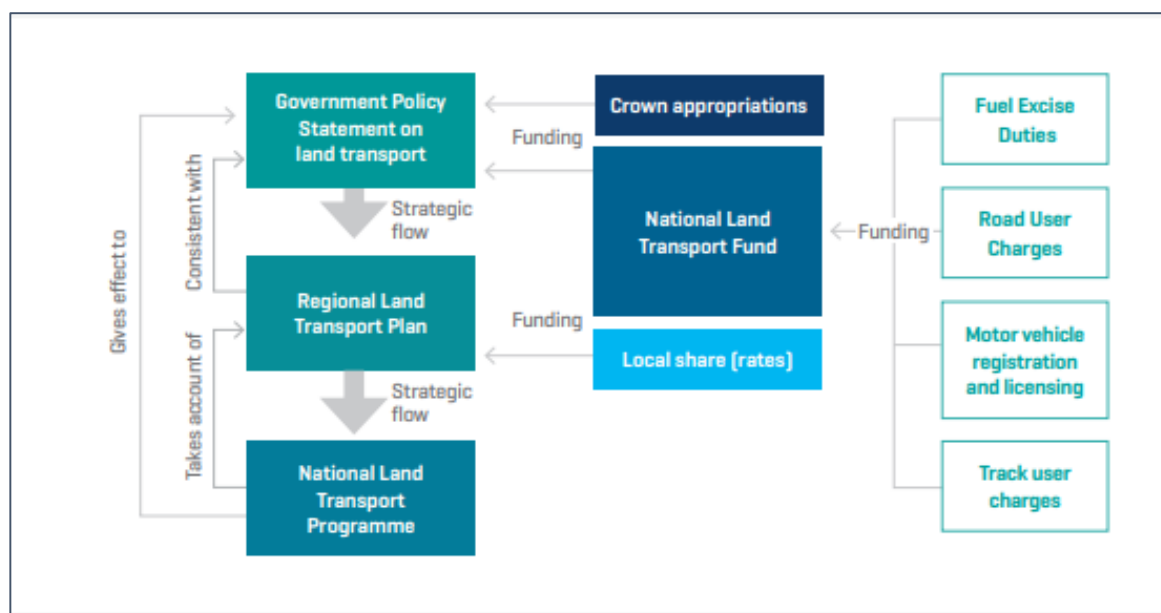 Government Policy
Statement on
land transport
Crown appropriations
Funding
Fuel Excise
Duties
Strategic
flow
National Land
Transport Fund
Funding
Road User
Charges
Consistent with
Gives effect to
Regional Land
Transport Plan
Funding
Local share (rates)
Motor vehicle
registration
and licensing
Strategic
flow
Takes account of
National Land
Transport
Programme
Track user
charges